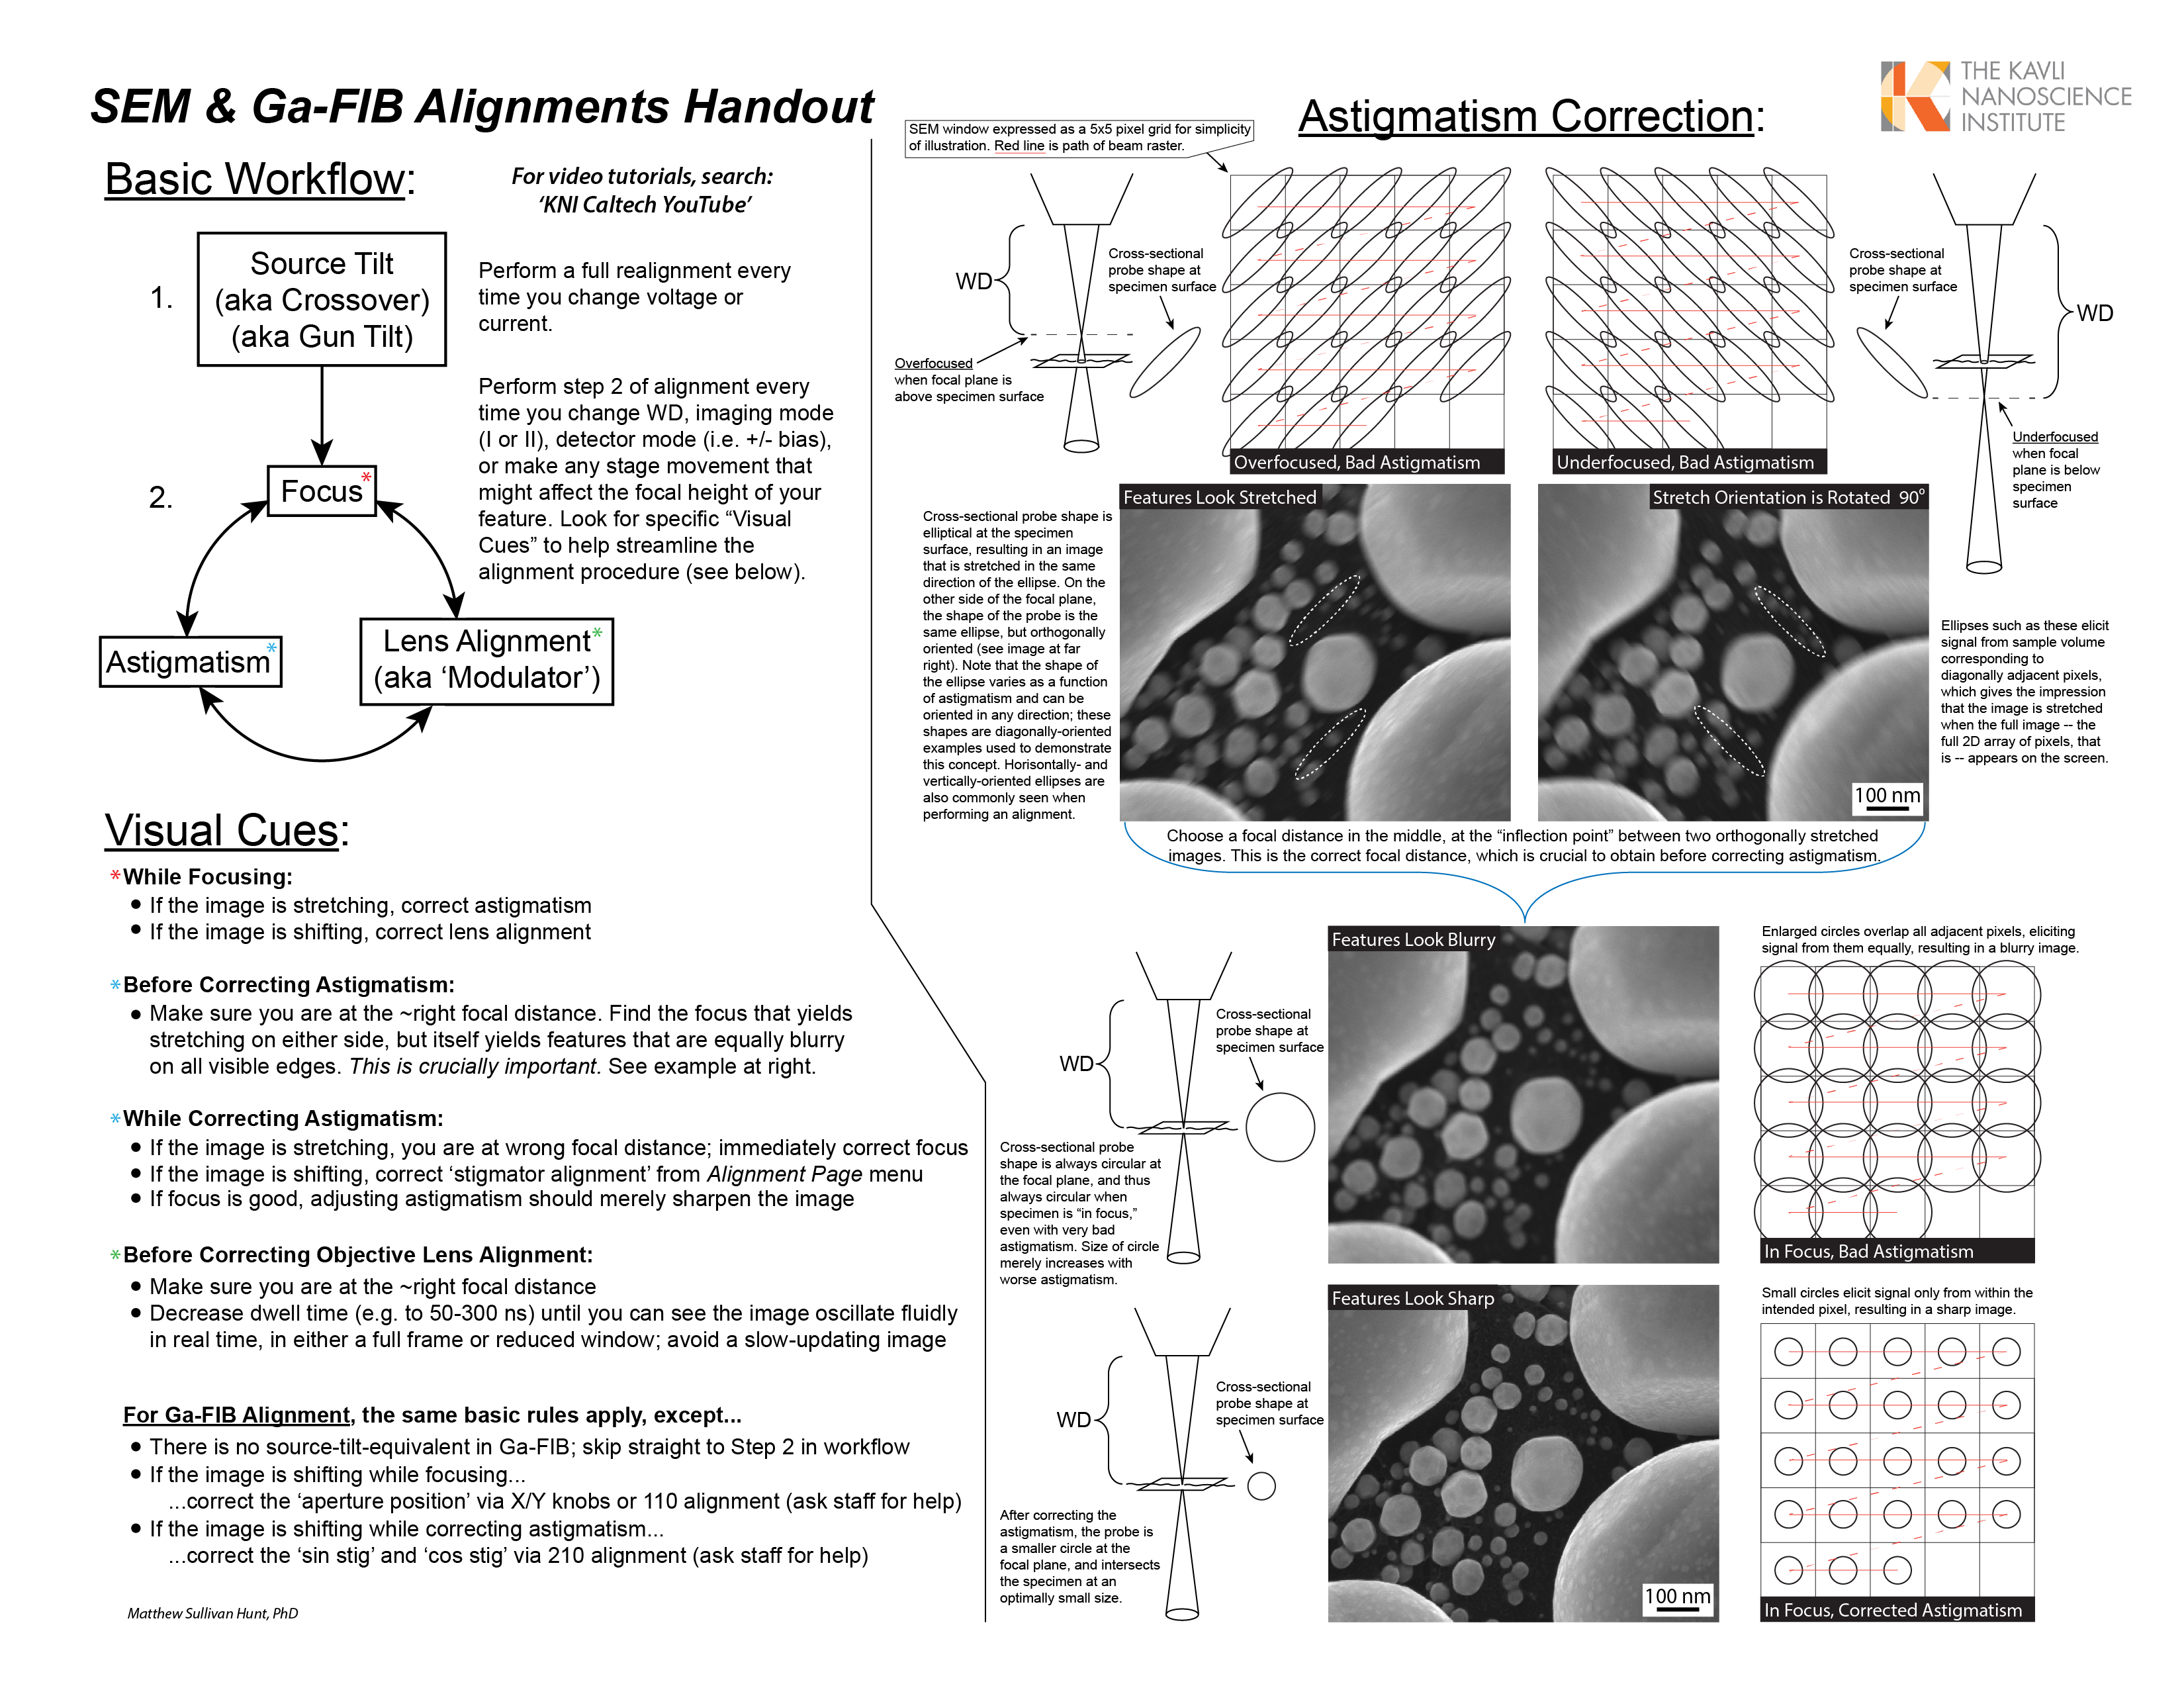 SEM & Ga-FIB Alignments Handout
Basic Workflow:
For video tutorials, search:
‘KNI Caltech YouTube’
1.
Source Tilt
(aka Crossover)
(aka Gun Tilt)
Perform a full realignment every
time you change voltage or
current.
2.
Focus*
Astigmatism*
Lens Alignment*
(aka ‘Modulator’)
Perform step 2 of alignment every
time you change WD, imaging mode
(I or II), detector mode (i.e. +/- bias),
or make any stage movement that
might affect the focal height of your
feature. Look for specific “Visual
Cues” to help streamline the
alignment procedure (see below).
Visual Cues:
*While Focusing:
• If the image is stretching, correct astigmatism
• If the image is shifting, correct lens alignment
*Before Correcting Astigmatism:
• Make sure you are at the ~right focal distance. Find the focus that yields
stretching on either side, but itself yields features that are equally blurry
on all visible edges. This is crucially important. See example at right.
*While Correcting Astigmatism:
• If the image is stretching, you are at wrong focal distance; immediately correct focus
• If the image is shifting, correct ‘stigmator alignment’ from Alignment Page menu
• If focus is good, adjusting astigmatism should merely sharpen the image
*Before Correcting Objective Lens Alignment:
• Make sure you are at the ~right focal distance
• Decrease dwell time (e.g. to 50-300 ns) until you can see the image oscillate fluidly
in real time, in either a full frame or reduced window; avoid a slow-updating image
For Ga-FIB Alignment, the same basic rules apply, except...
• There is no source-tilt-equivalent in Ga-FIB; skip straight to Step 2 in workflow
• If the image is shifting while focusing...
...correct the ‘aperture position’ via X/Y knobs or 110 alignment (ask staff for help)
• If the image is shifting while correcting astigmatism...
...correct the ‘sin stig’ and ‘cos stig’ via 210 alignment (ask staff for help)
Matthew Sullivan Hunt, PhD
Astigmatism Correction:
THE KAVLI
NANOSCIENCE
INSTITUTE
SEM window expressed as a 5x5 pixel grid for simplicity
of illustration. Red line is path of beam raster.
WD
Cross-sectional
probe shape at
specimen surface
Overfocused
when focal plane is
above specimen surface
Overfocused, Bad Astigmatism
Underfocused, Bad Astigmatism
Cross-sectional
probe shape at
specimen surface
WD
Underfocused
when focal
plane is below
specimen
surface
Cross-sectional probe shape is
elliptical at the specimen
surface, resulting in an image
that is stretched in the same
direction of the ellipse. On the
other side of the focal plane,
the shape of the probe is the
same ellipse, but orthogonally
oriented (see image at far
right). Note that the shape of
the ellipse varies as a function
of astigmatism and can be
oriented in any direction; these
shapes are diagonally-oriented
examples used to demonstrate
this concept. Horisontally- and
vertically-oriented ellipses are
also commonly seen when
performing an alignment.
Features Look Stretched
Stretch Orientation is Rotated 90°
100 nm
Ellipses such as these elicit
signal from sample volume
corresponding to
diagonally adjacent pixels,
which gives the impression
that the image is stretched
when the full image -- the
full 2D array of pixels, that
is -- appears on the screen.
Choose a focal distance in the middle, at the “inflection point” between two orthogonally stretched
images. This is the correct focal distance, which is crucial to obtain before correcting astigmatism.
WD
Cross-sectional
probe shape at
specimen surface
Cross-sectional probe
shape is always circular at
the focal plane, and thus
always circular when
specimen is “in focus,”
even with very bad
astigmatism. Size of circle
merely increases with
worse astigmatism.
Features Look Blurry
Enlarged circles overlap all adjacent pixels, eliciting
signal from them equally, resulting in a blurry image.
In Focus, Bad Astigmatism
WD
Cross-sectional
probe shape at
specimen surface
After correcting the
astigmatism, the probe is
a smaller circle at the
focal plane, and intersects
the specimen at an
optimally small size.
Features Look Sharp
100 nm
Small circles elicit signal only from within the
intended pixel, resulting in a sharp image.
In Focus, Corrected Astigmatism